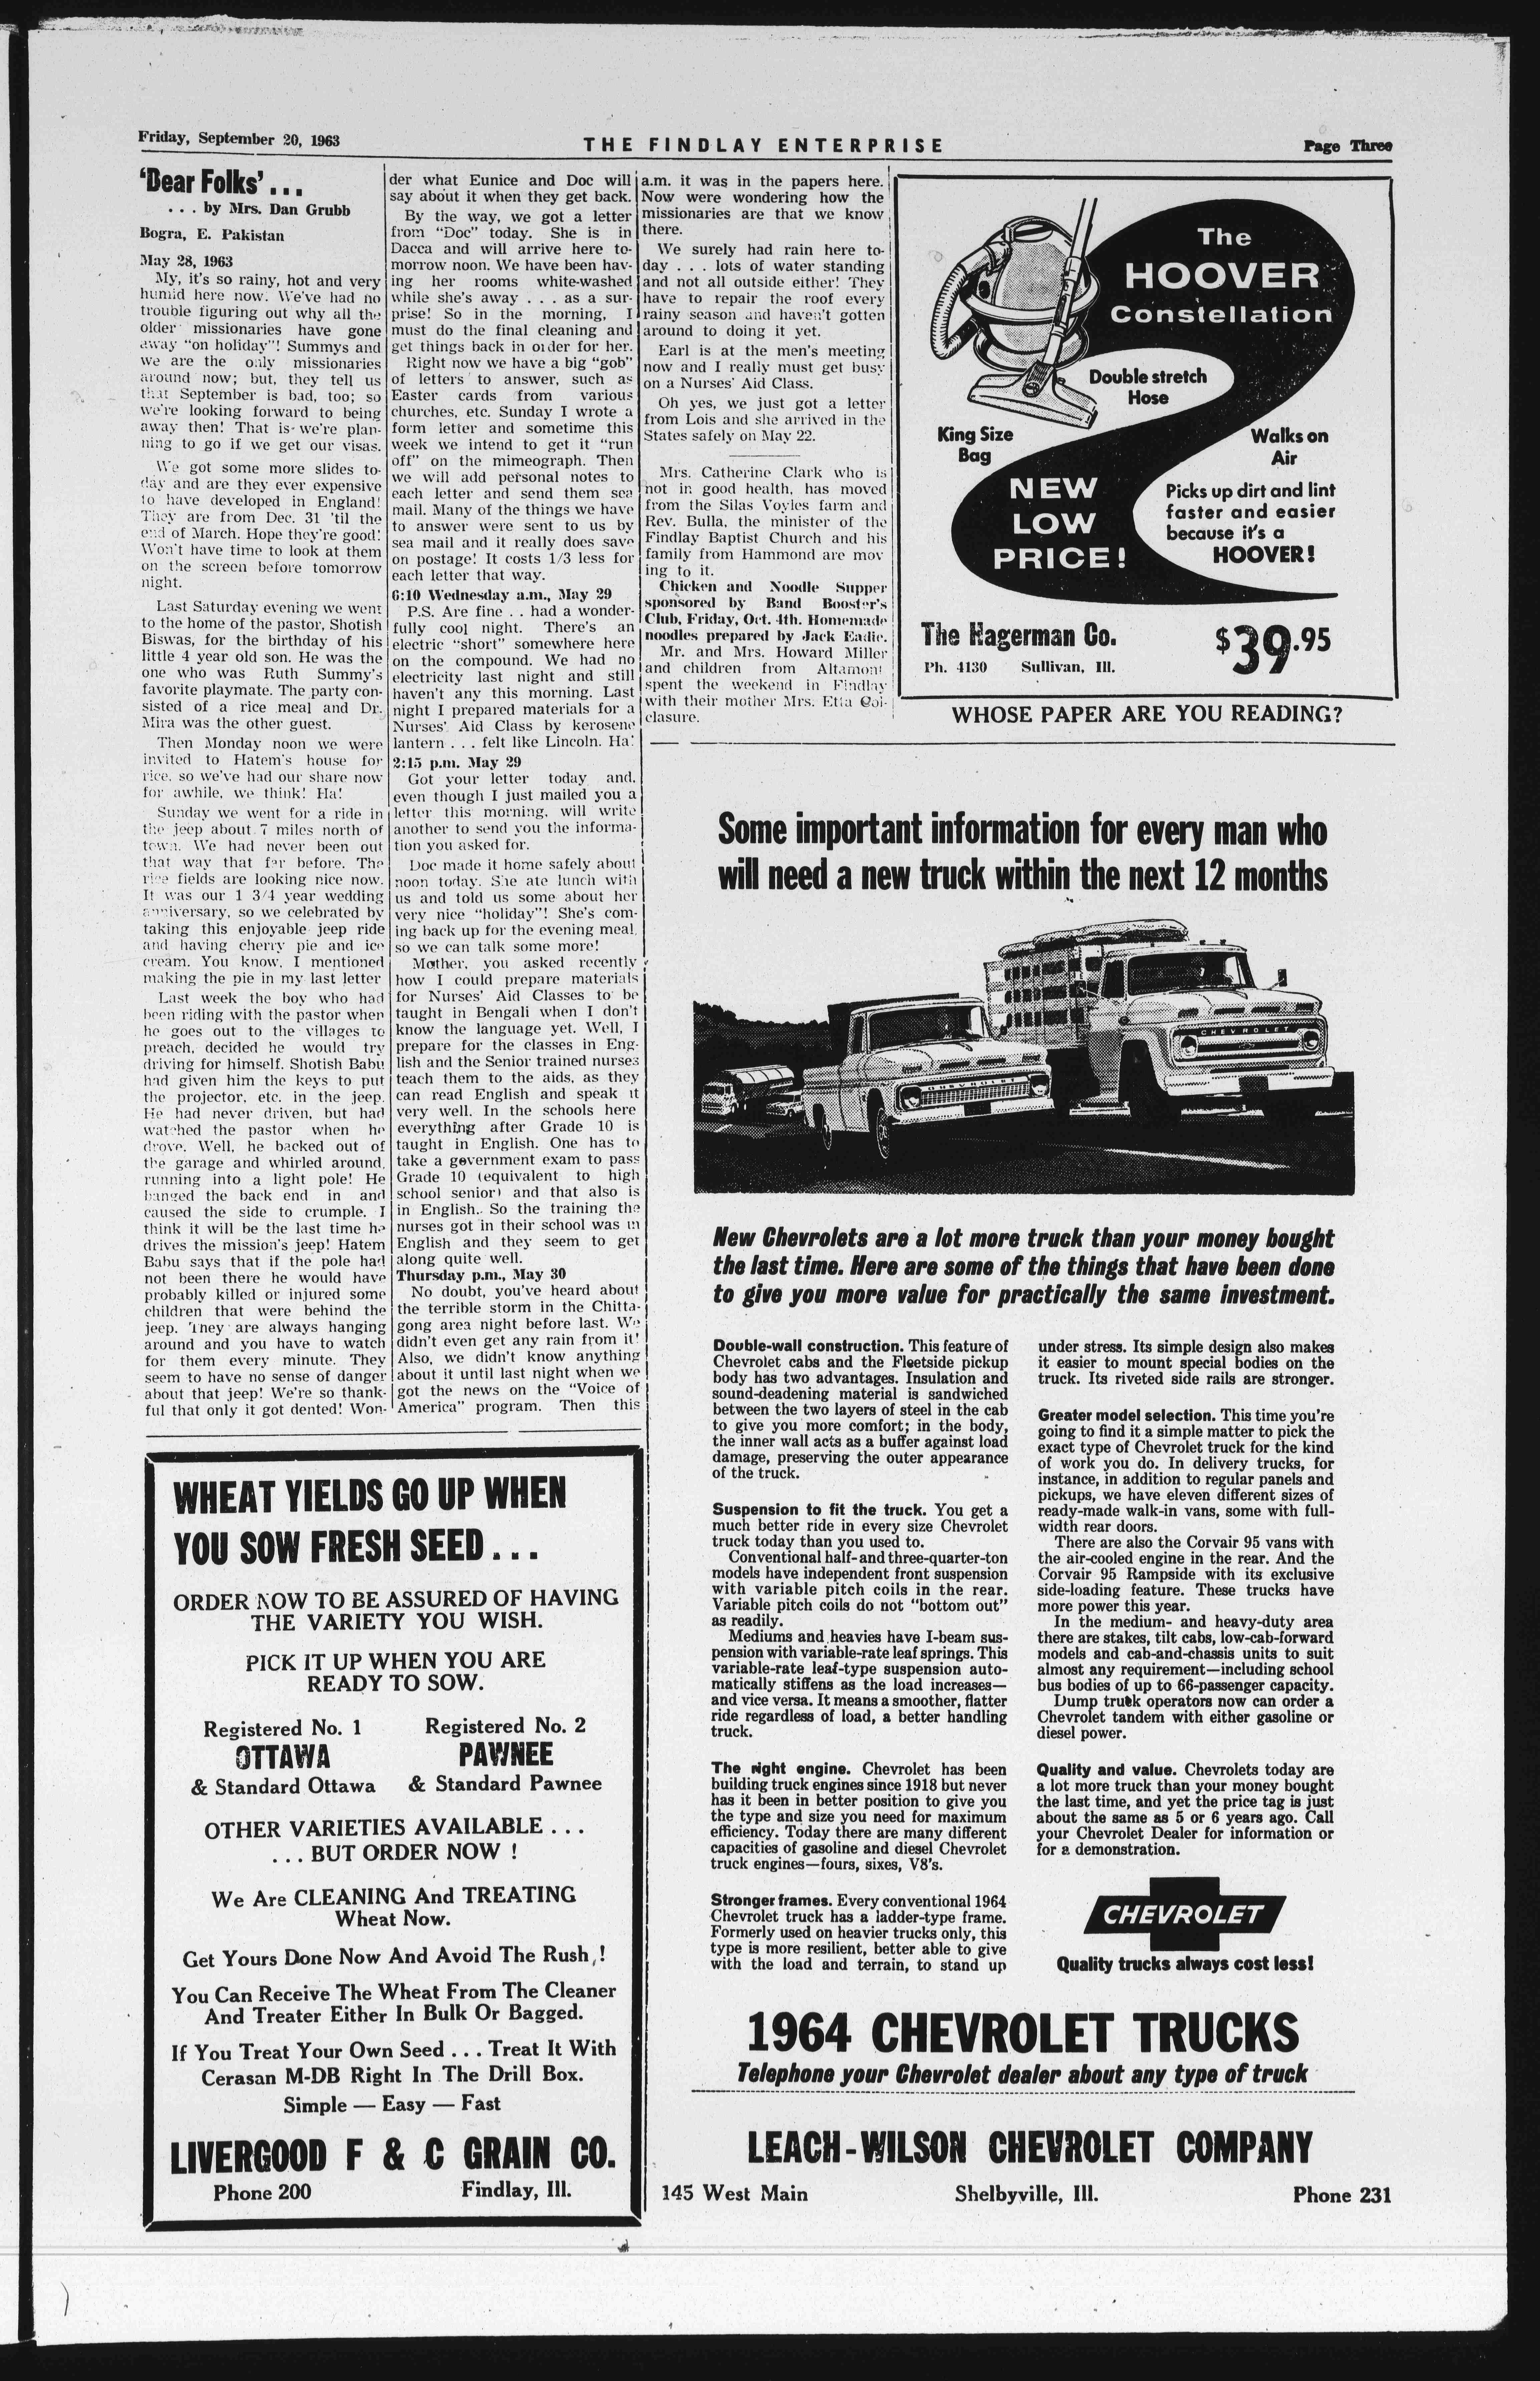 Friday, September 20, 1963
THE FINDLAY ENTERPRISE
Page Three
'Dear Folks'...
... by Mrs. Dan Grubb
Bogra, E. Pakistan
May 28, 1963
My, it's so rainy, hot and very
humid here now. We've had no
trouble figuring out why all the
older missionaries have gone
away "on holiday"! Summys and
we are the only missionaries
around now; but, they tell us
that September is bad, too; so
we're looking forward to being
away then! That is-we're plan-
ning to go if we get our visas.
We got some more slides to-
day and are they ever expensive
to have developed in England!
They are from Dec. 31 'til the
end of March. Hope they're good!
Won't have time to look at them
on the screen before tomorrow
night.
Last Saturday evening we went
to the home of the pastor, Shotish
Biswas, for the birthday of his
little 4 year old son. He was the
one who was Ruth Summy's
favorite playmate. The party con-
sisted of a rice meal and Dr.
Mira was the other guest.
Then Monday noon we were
invited to Hatem's house for
rice, so we've had our share now
for awhile, we think! Ha!
Sunday we went for a ride in
the jeep about 7 miles north of
town. We had never been out
that way that far before. The
rice fields are looking nice now.
It was our 1 3/4 year wedding
anniversary, so we celebrated by
taking this enjoyable jeep ride
and having cherry pie and ice
cream. You know, I mentioned
making the pie in my last letter
Last week the boy who had
been riding with the pastor when
he goes out to the villages to
preach, decided he would try
driving for himself. Shotish Babu
had given him the keys to put
the projector, etc. in the jeep.
He had never driven, but had
watched the pastor when he
drove. Well, he backed out of
the garage and whirled around,
running into a light pole! He
banged the back end in and
caused the side to crumple. I
think it will be the last time he
drives the mission's jeep! Hatem
Babu says that if the pole had
not been there he would have
probably killed or injured some
children that were behind the
jeep. They are always hanging
around and you have to watch
for them every minute. They
seem to have no sense of danger
about that jeep! We're so thank-
ful that only it got dented! Won-
der what Eunice and Doc will
say about it when they get back.
By the way, we got a letter
from "Doc" today. She is in
Dacca and will arrive here to-
morrow noon. We have been hav-
ing her rooms white-washed
while she's away ... as a sur-
prise! So in the morning, I
must do the final cleaning and
get things back in order for her.
Right now we have a big "gob"
of letters to answer, such as
Easter cards from various
churches, etc. Sunday I wrote a
form letter and sometime this
week we intend to get it "run
off" on the mimeograph. Then
we will add personal notes to
each letter and send them sea
mail. Many of the things we have
to answer were sent to us by
sea mail and it really does save
on postage! It costs 1/3 less for
each letter that way.
6:10 Wednesday a.m., May 29
P.S. Are fine . . had a wonder-
fully cool night. There's an
electric "short" somewhere here
on the compound. We had no
electricity last night and still
haven't any this morning. Last
night I prepared materials for a
Nurses' Aid Class by kerosene
lantern ... felt like Lincoln. Ha!
2:15 p.m. May 29
Got your letter today and,
even though I just mailed you a
letter this morning, will write
another to send you the informa-
tion you asked for.
Doc made it home safely about
noon today. She ate lunch with
us and told us some about her
very nice "holiday"! She's com-
ing back up for the evening meal,
so we can talk some more!
Mother, you asked recently
how I could prepare materials
for Nurses' Aid Classes to be
taught in Bengali when I don't
know the language yet. Well, I
prepare for the classes in Eng-
lish and the Senior trained nurses
teach them to the aids, as they
can read English and speak it
very well. In the schools here
everything after Grade 10 is
taught in English. One has to
take a government exam to pass
Grade 10 (equivalent to high
school senior) and that also is
in English. So the training the
nurses got in their school was in
English and they seem to get
along quite well.
Thursday p.m., May 30
No doubt, you've heard about
the terrible storm in the Chitta-
gong area night before last. We
didn't even get any rain from it!
Also, we didn't know anything
about it until last night when we
got the news on the "Voice of
America" program. Then this
a.m. it was in the papers here.
Now were wondering how the
missionaries are that we know
there.
We surely had rain here to-
day ... lots of water standing
and not all outside either! They
have to repair the roof every
rainy season and haven't gotten
around to doing it yet.
Earl is at the men's meeting
now and I really must get busy
on a Nurses' Aid Class.
Oh yes, we just got a letter
from Lois and she arrived in the
States safely on May 22.
Mrs. Catherine Clark who is
not in good health, has moved
from the Silas Voyles farm and
Rev. Bulla, the minister of the
Findlay Baptist Church and his
family from Hammond are mov
ing to it.
Chicken and Noodle Supper
sponsored by Band Booster's
Club, Friday, Oct. 4th. Homemade
noodles prepared by Jack Eadie.
Mr. and Mrs. Howard Miller
and children from Altamont
spent the weekend in Findlay
with their mother Mrs. Etta Coi-
clasure.
The
HOOVER
Constellation
Double stretch
Hose
King Size
Bag
Walks on
Air
NEW
LOW
PRICE!
Picks up dirt and lint
faster and easier
because it's a
HOOVER!
The Hagerman Co.
Ph. 4130 Sullivan, Ill.
$39.95
WHOSE PAPER ARE YOU READING?
Some important information for every man who
will need a new truck within the next 12 months
CHEVROLET
CHEVROLET
New Chevrolets are a lot more truck than your money bought
the last time. Here are some of the things that have been done
to give you more value for practically the same investment.
Double-wall construction. This feature of
Chevrolet cabs and the Fleetside pickup
body has two advantages. Insulation and
sound-deadening material is sandwiched
between the two layers of steel in the cab
to give you more comfort; in the body,
the inner wall acts as a buffer against load
damage, preserving the outer appearance
of the truck.
Suspension to fit the truck. You get a
much better ride in every size Chevrolet
truck today than you used to.
Conventional half- and three-quarter-ton
models have independent front suspension
with variable pitch coils in the rear.
Variable pitch coils do not "bottom out"
as readily.
Mediums and heavies have I-beam sus-
pension with variable-rate leaf springs. This
variable-rate leaf-type suspension auto-
matically stiffens as the load increases—
and vice versa. It means a smoother, flatter
ride regardless of load, a better handling
truck.
The right engine. Chevrolet has been
building truck engines since 1918 but never
has it been in better position to give you
the type and size you need for maximum
efficiency. Today there are many different
capacities of gasoline and diesel Chevrolet
truck engines—fours, sixes, V8's.
Stronger frames. Every conventional 1964
Chevrolet truck has a ladder-type frame.
Formerly used on heavier trucks only, this
type is more resilient, better able to give
with the load and terrain, to stand up
under stress. Its simple design also makes
it easier to mount special bodies on the
truck. Its riveted side rails are stronger.
Greater model selection. This time you're
going to find it a simple matter to pick the
exact type of Chevrolet truck for the kind
of work you do. In delivery trucks, for
instance, in addition to regular panels and
pickups, we have eleven different sizes of
ready-made walk-in vans, some with full-
width rear doors.
There are also the Corvair 95 vans with
the air-cooled engine in the rear. And the
Corvair 95 Rampside with its exclusive
side-loading feature. These trucks have
more power this year.
In the medium- and heavy-duty area
there are stakes, tilt cabs, low-cab-forward
models and cab-and-chassis units to suit
almost any requirement—including school
bus bodies of up to 66-passenger capacity.
Dump truck operators now can order a
Chevrolet tandem with either gasoline or
diesel power.
Quality and value. Chevrolets today are
a lot more truck than your money bought
the last time, and yet the price tag is just
about the same as 5 or 6 years ago. Call
your Chevrolet Dealer for information or
for a demonstration.
CHEVROLET
Quality trucks always cost less!
1964 CHEVROLET TRUCKS
Telephone your Chevrolet dealer about any type of truck
LEACH-WILSON CHEVROLET COMPANY
145 West Main Shelbyville, Ill. Phone 231
WHEAT YIELDS GO UP WHEN
YOU SOW FRESH SEED...
ORDER NOW TO BE ASSURED OF HAVING
THE VARIETY YOU WISH.
PICK IT UP WHEN YOU ARE
READY TO SOW.
Registered No. 1 Registered No. 2
OTTAWA PAWNEE
& Standard Ottawa & Standard Pawnee
OTHER VARIETIES AVAILABLE ...
... BUT ORDER NOW !
We Are CLEANING And TREATING
Wheat Now.
Get Yours Done Now And Avoid The Rush !
You Can Receive The Wheat From The Cleaner
And Treater Either In Bulk Or Bagged.
If You Treat Your Own Seed ... Treat It With
Cerasan M-DB Right In The Drill Box.
Simple — Easy — Fast
LIVERGOOD F & C GRAIN CO.
Phone 200 Findlay, Ill.